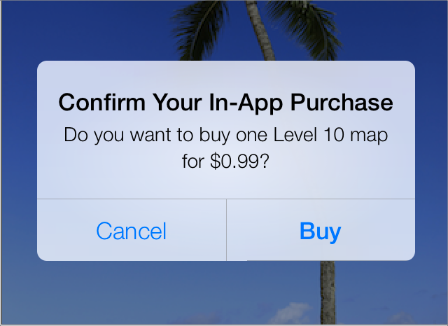 Confirm Your In-App Purchase
Do you want to buy one Level 10 map
for $0.99?
Cancel
Buy